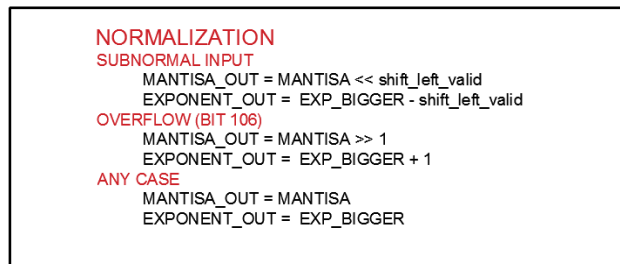 NORMALIZATION
SUBNORMAL INPUT
MANTISA_OUT = MANTISA << shift_left_valid
EXPONENT_OUT = EXP_BIGGER - shift_left_valid
OVERFLOW (BIT 106)
MANTISA_OUT = MANTISA >> 1
EXPONENT_OUT = EXP_BIGGER + 1
ANY CASE
MANTISA_OUT = MANTISA
EXPONENT_OUT = EXP_BIGGER